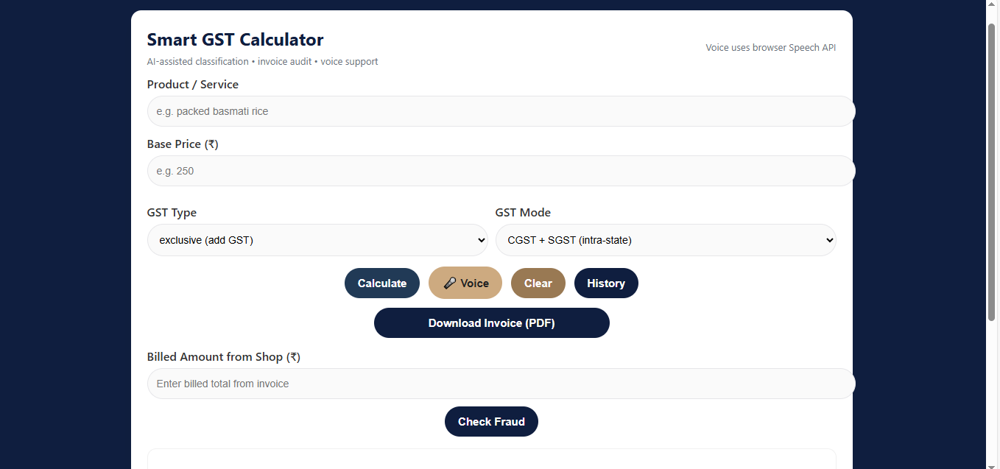 Smart GST Calculator
Voice uses browser Speech API
AI-assisted classification • invoice audit • voice support
Product / Service
e.g. packed basmati rice
Base Price (₹)
e.g. 250
GST Type
GST Mode
exclusive (add GST)
CGST + SGST (intra-state)
Calculate
🎤 Voice
Clear
History
Download Invoice (PDF)
Billed Amount from Shop (₹)
Enter billed total from invoice
Check Fraud